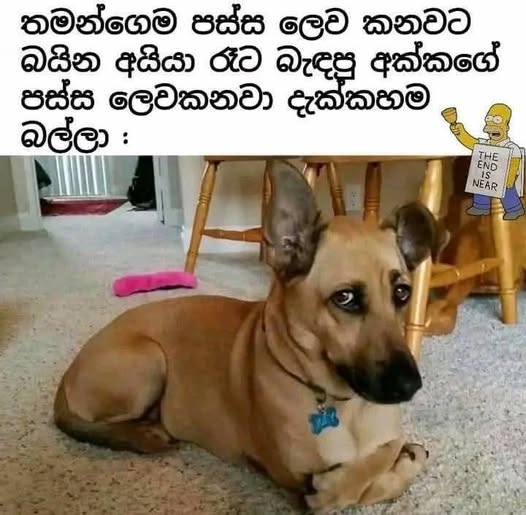 තමන්ගෙම පස්ස ලෙව කනවට
බයින අයියා රෑට බැඳපු අක්කගේ
පස්ස ලෙවකනවා දැක්කහම
බල්ලා :
THE
END
IS
NEAR